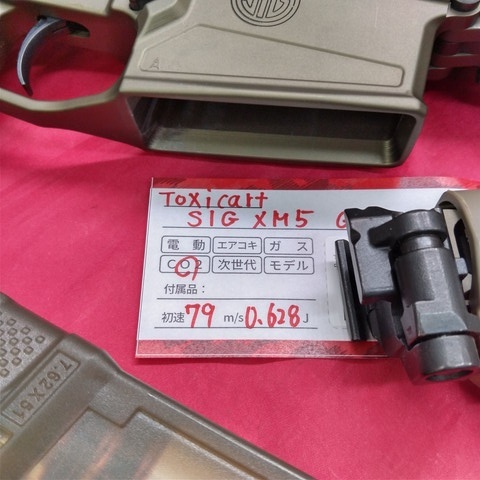 SIG
A
Toxicart
SIG XM5 G
電動 エアコキ ガス
CO2 次世代 モデル
付属品：
初速 79 m/s 0.628 J
7.62X51